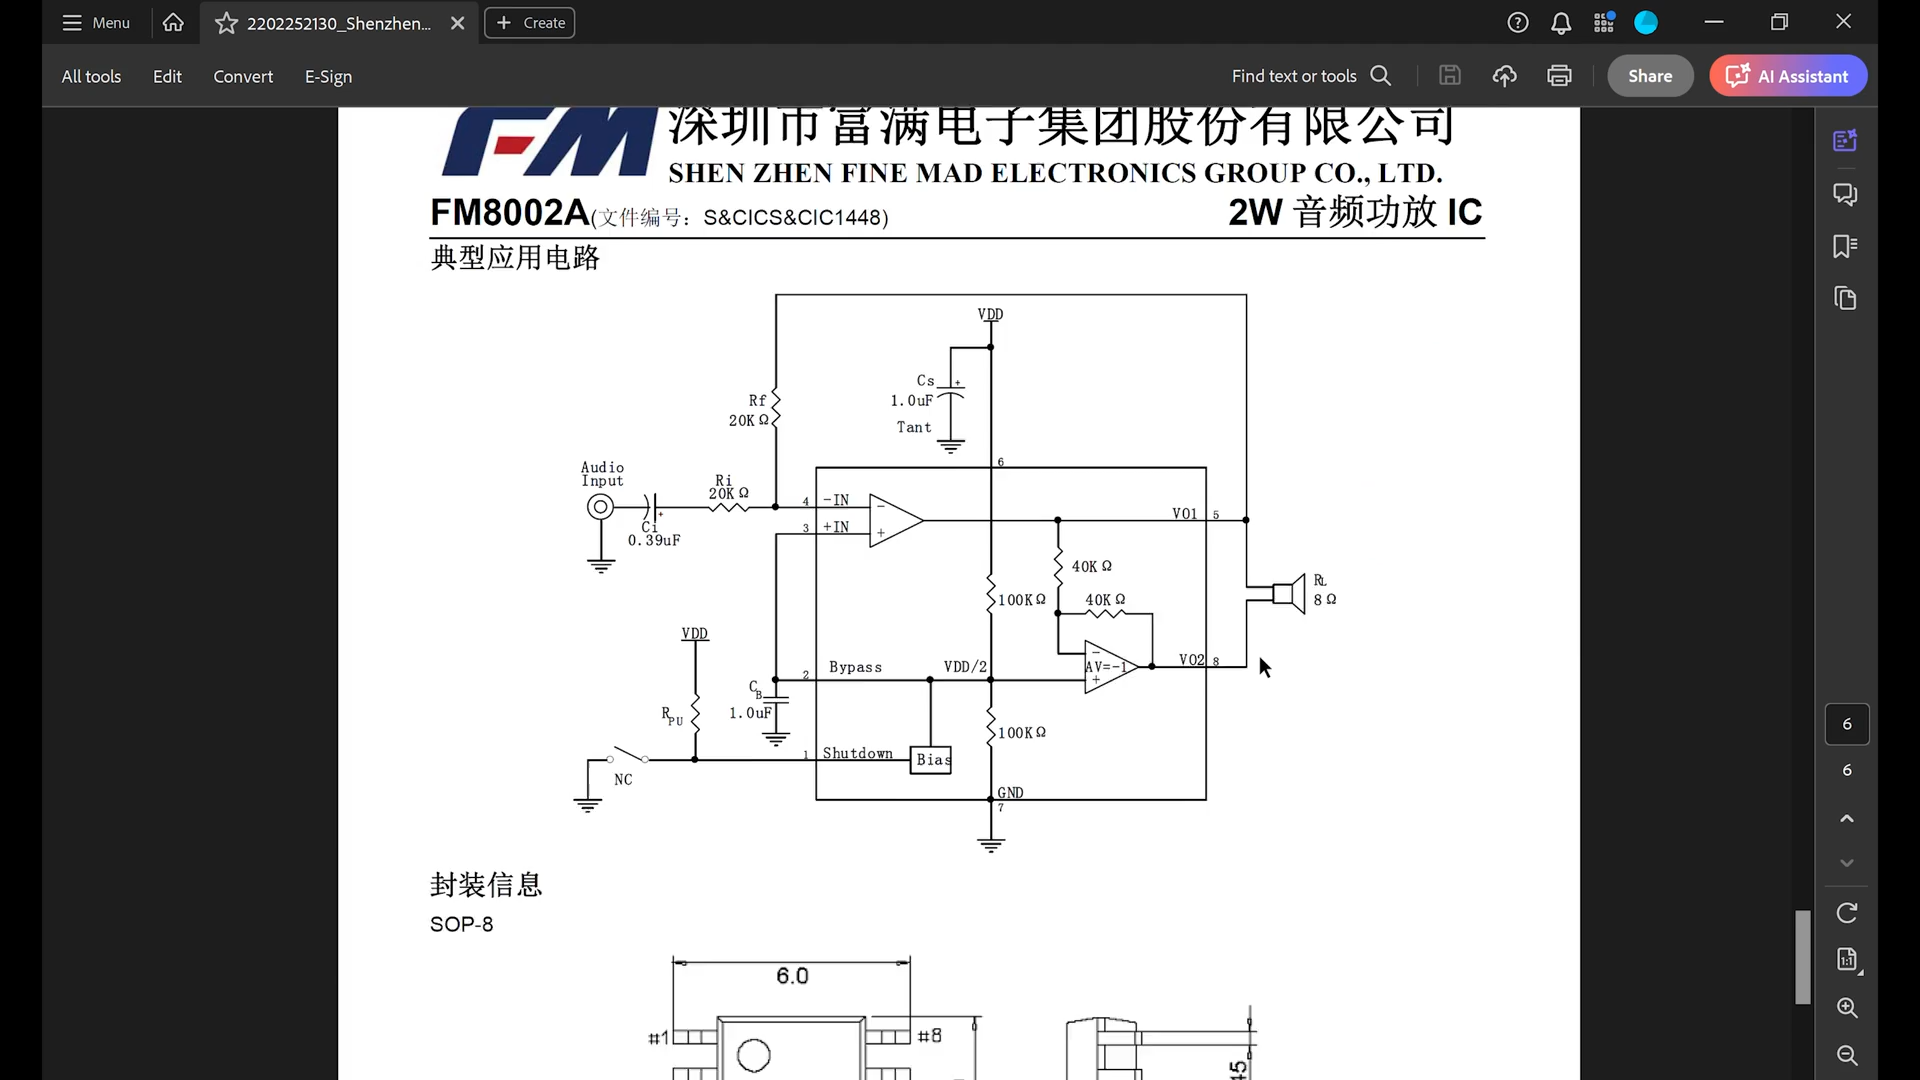 Menu
2202252130_Shenzhen...
Create
All tools
Edit
Convert
E-Sign
Find text or tools
Share
AI Assistant
FM 深圳市富满电子集团股份有限公司
SHEN ZHEN FINE MAD ELECTRONICS GROUP CO., LTD.
FM8002A(文件编号：S&CICS&CIC1448)
2W 音频功放 IC
典型应用电路
VDD
Cs
1.0uF
Tant
+
Rf
20KΩ
6
Audio
Input
Ri
20KΩ
Ci
+
0.39uF
4
-IN
3
+IN
-
+
VO1
5
40KΩ
40KΩ
100KΩ
RL
8Ω
VDD
RPU
CB
1.0uF
2
Bypass
VDD/2
-
AV=-1
+
VO2
8
100KΩ
NC
1
Shutdown
Bias
GND
7
封装信息
SOP-8
6.0
#1
#8
45
6
6
1:1